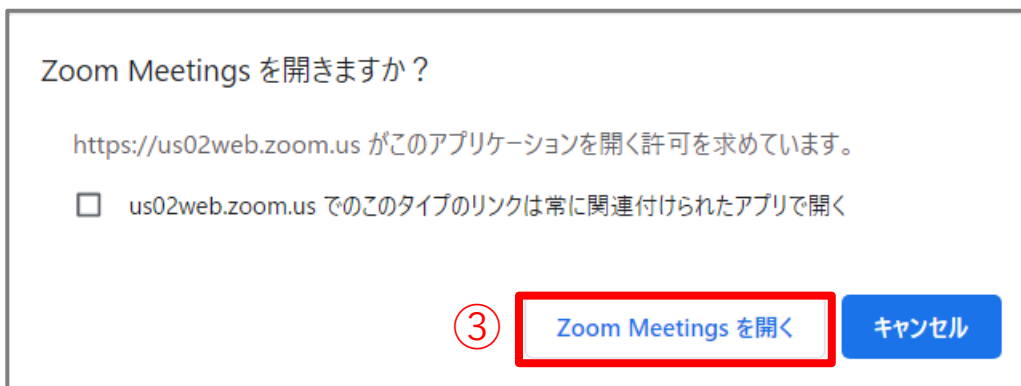 Zoom Meetings を開きますか？
https://us02web.zoom.us がこのアプリケーションを開く許可を求めています。
us02web.zoom.us でのこのタイプのリンクは常に関連付けられたアプリで開く
③ Zoom Meetings を開く キャンセル